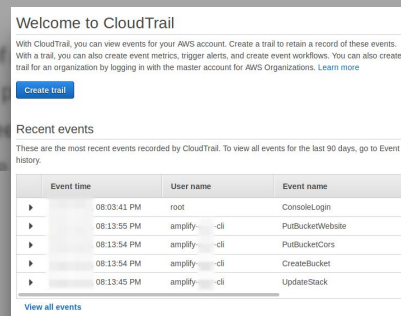 Welcome to CloudTrail
With CloudTrail, you can view events for your AWS account. Create a trail to retain a record of these events.
With a trail, you can also create event metrics, trigger alerts, and create event workflows. You can also create
trail for an organization by logging in with the master account for AWS Organizations. Learn more
Create trail
Recent events
These are the most recent events recorded by CloudTrail. To view all events for the last 90 days, go to Event
history.
Event time User name Event name
08:03:41 PM root ConsoleLogin
08:13:55 PM amplify- -cli PutBucketWebsite
08:13:54 PM amplify- -cli PutBucketCors
08:13:54 PM amplify- -cli CreateBucket
08:13:45 PM amplify- -cli UpdateStack
View all events